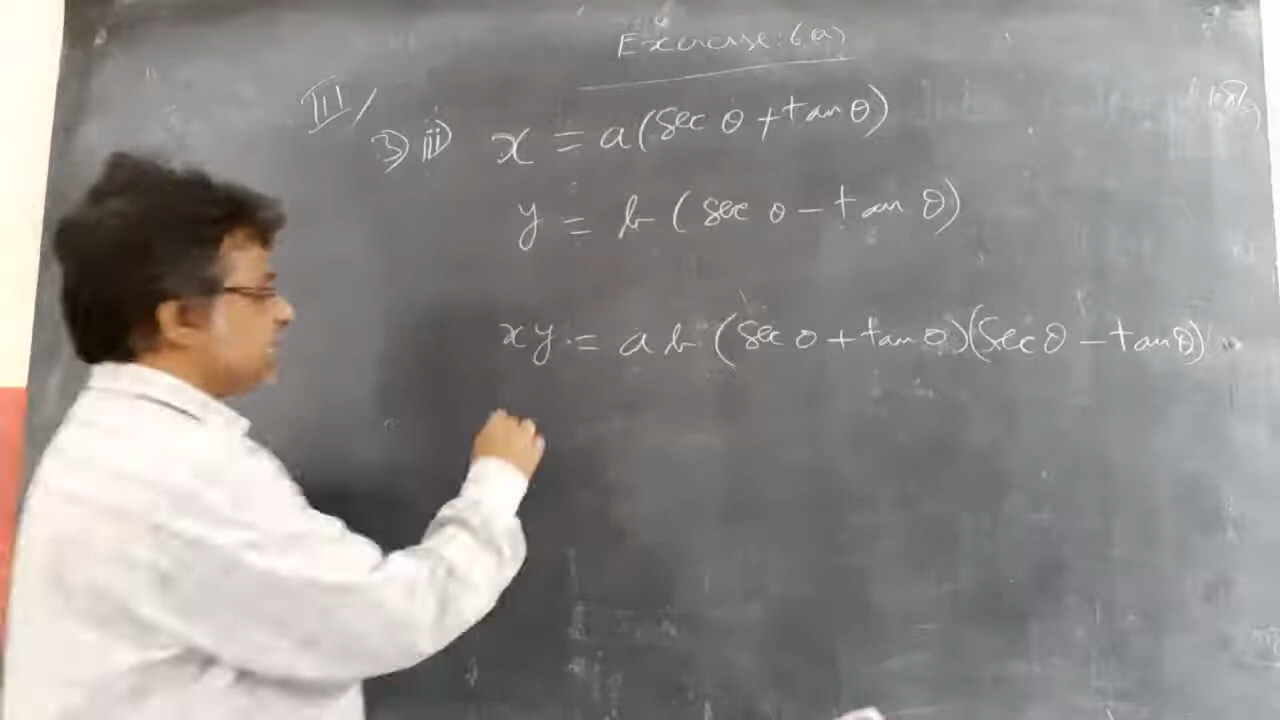 Exercise: 6(a)
III/
3) iii) x = a(sec θ + tan θ)
y = b (sec θ - tan θ)
xy = ab (sec θ + tan θ)(sec θ - tan θ)